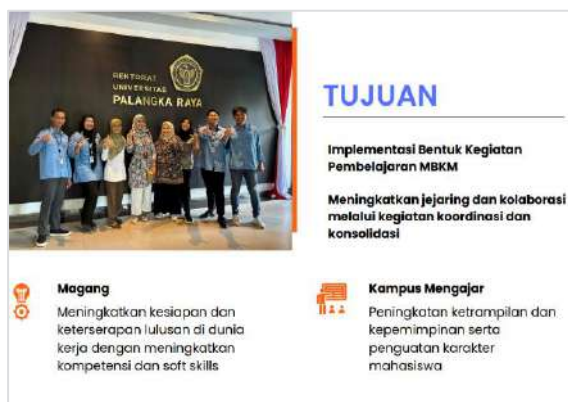 REKTORAT
UNIVERSITAS
PALANGKA RAYA
TUJUAN
Implementasi Bentuk Kegiatan
Pembelajaran MBKM
Meningkatkan jejaring dan kolaborasi
melalui kegiatan koordinasi dan
konsolidasi
Magang
Meningkatkan kesiapan dan
keterserapan lulusan di dunia
kerja dengan meningkatkan
kompetensi dan soft skills
Kampus Mengajar
Peningkatan ketrampilan dan
kepemimpinan serta
penguatan karakter
mahasiswa